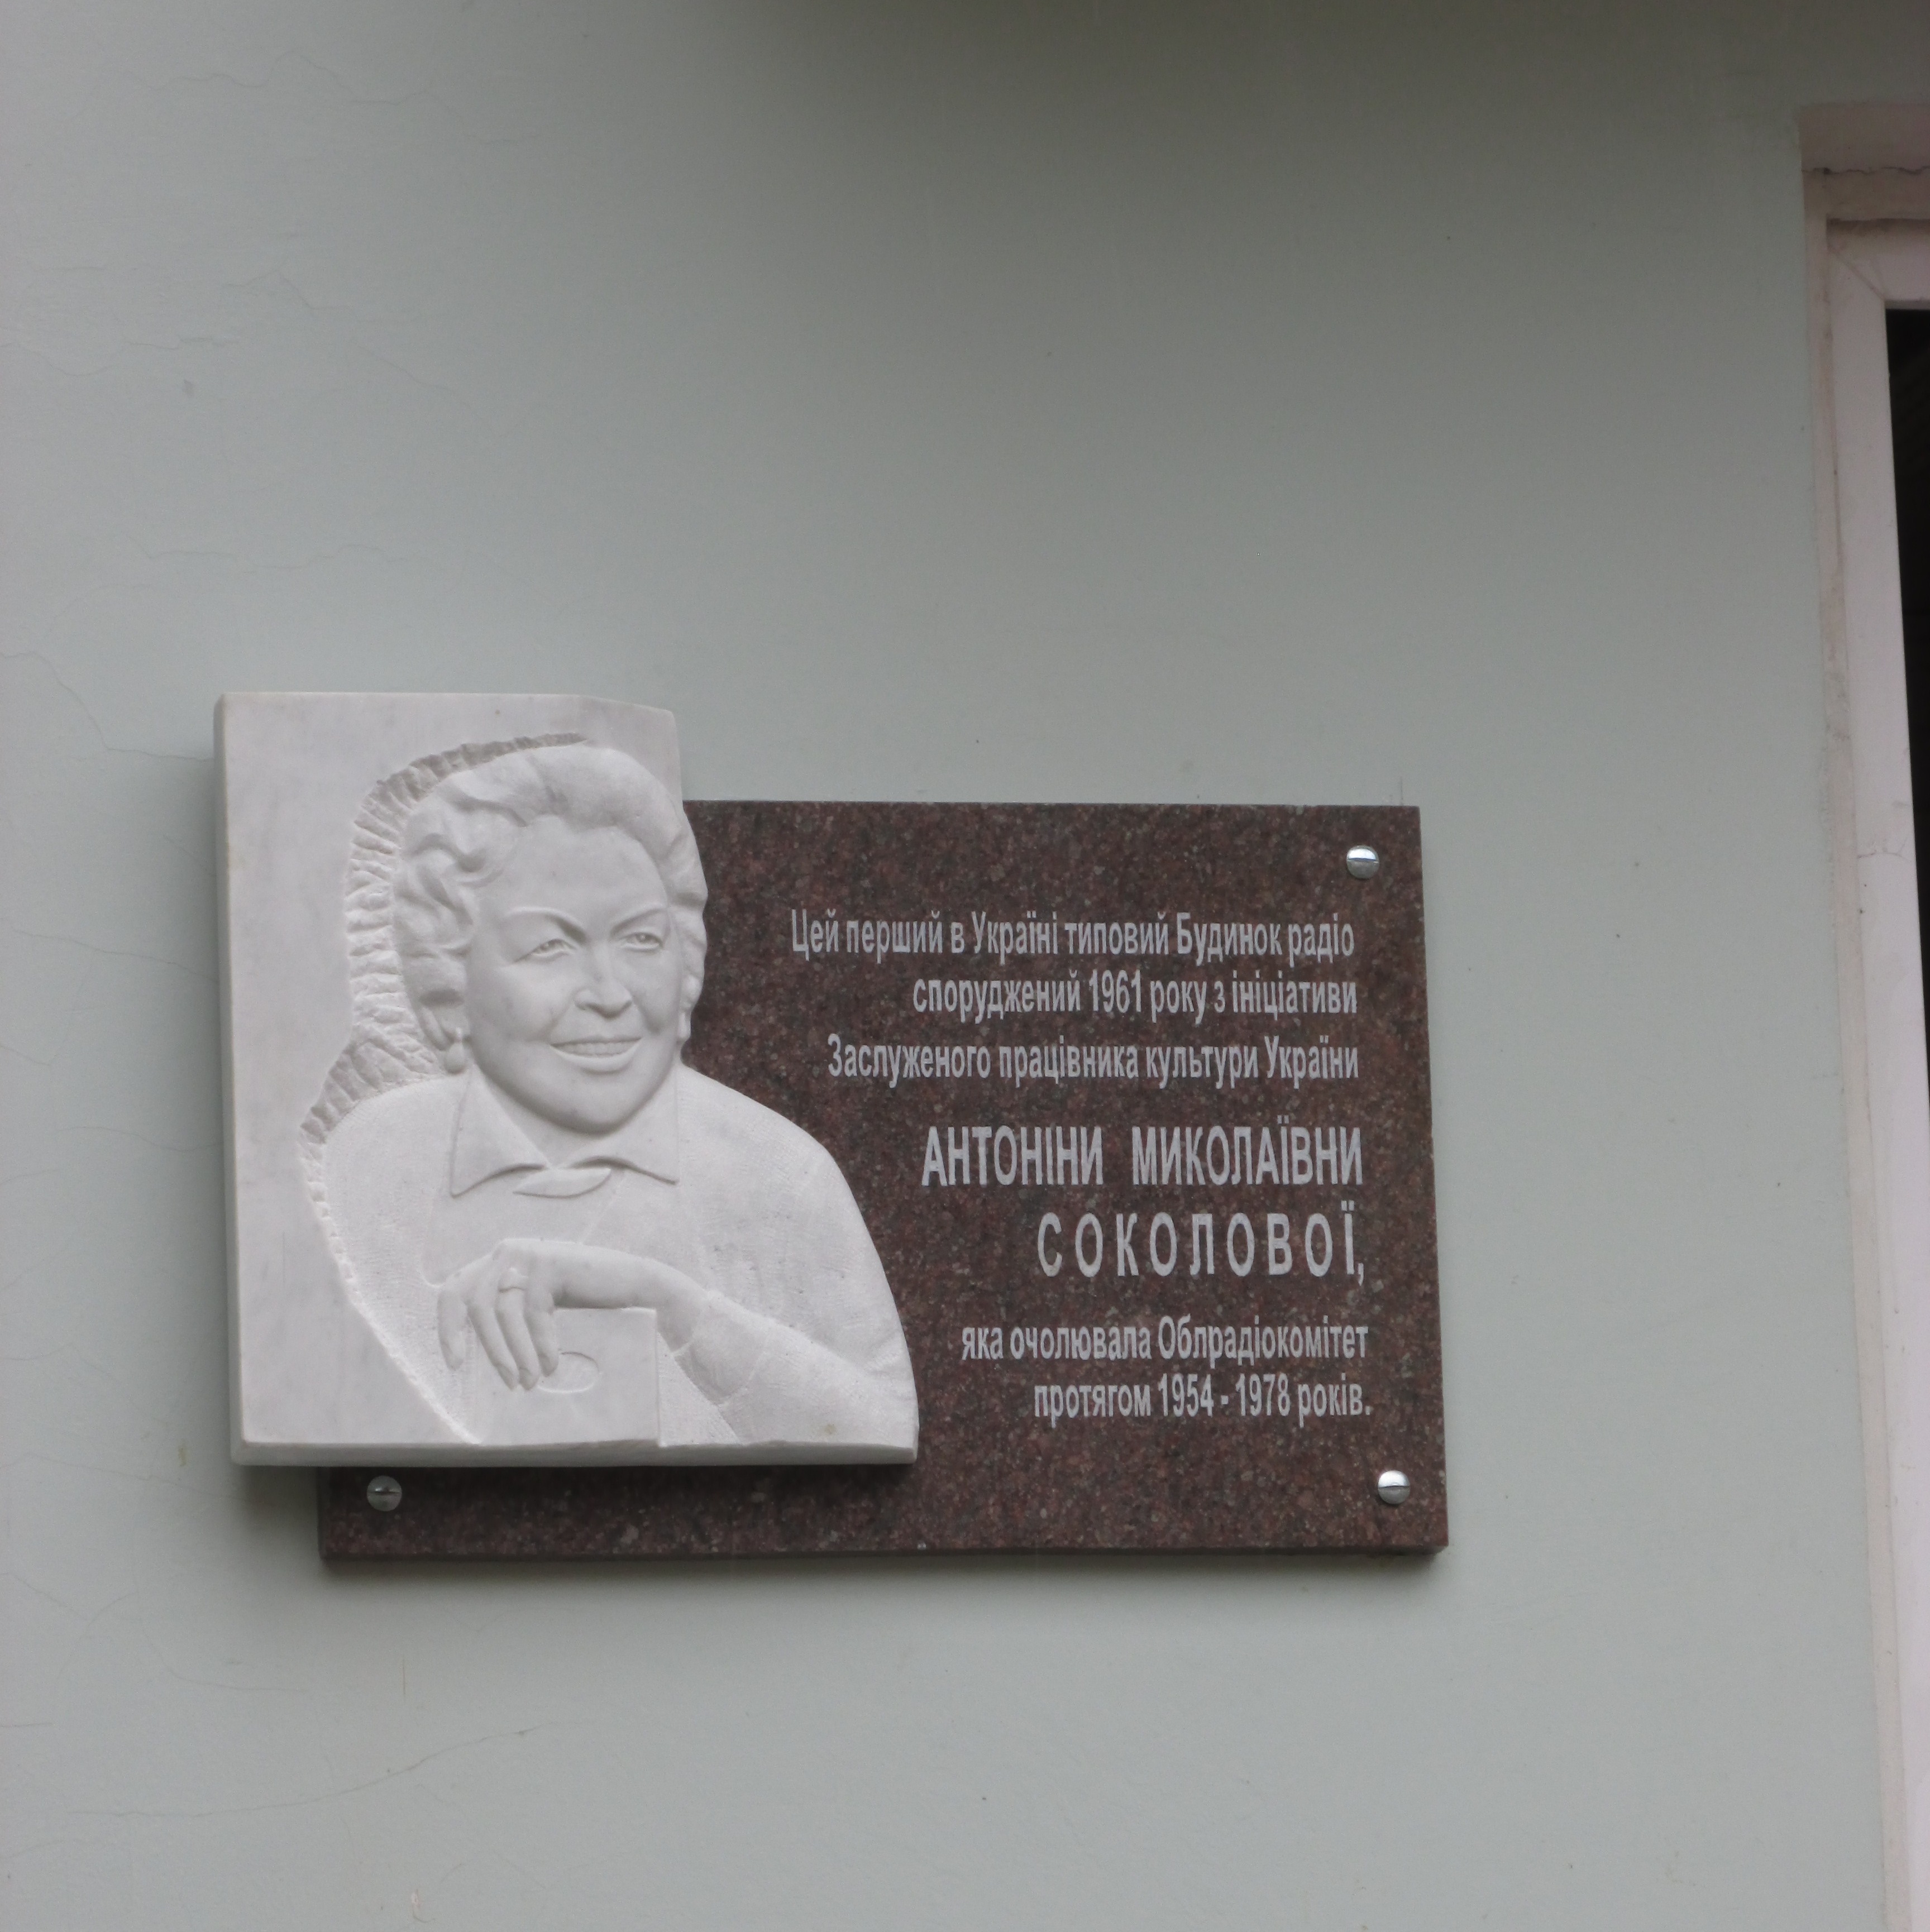 Цей перший в Україні типовий Будинок радіо
споруджений 1961 року з ініціативи
Заслуженого працівника культури України
АНТОНІНИ МИКОЛАЇВНИ
СОКОЛОВОЇ,
яка очолювала Облрадіокомітет
протягом 1954 - 1978 років.